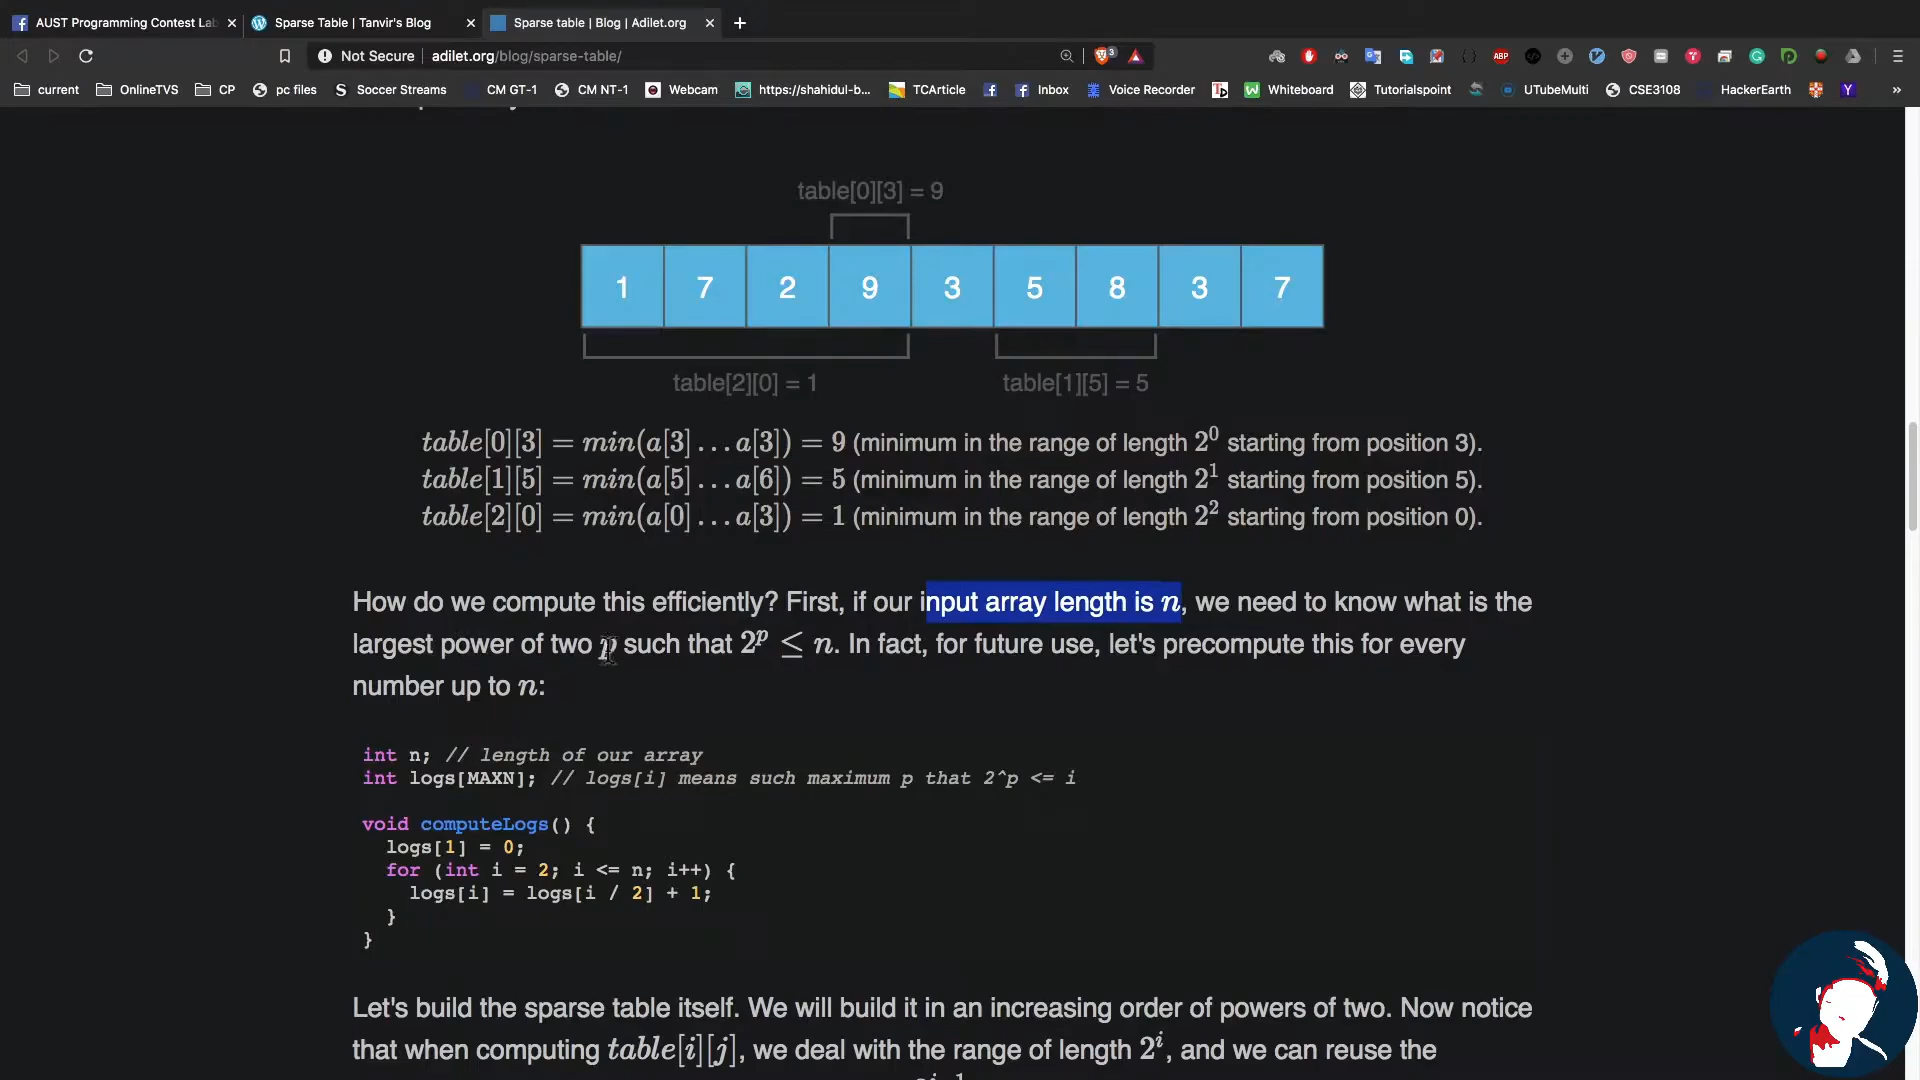 AUST Programming Contest Lab
Sparse Table | Tanvir's Blog
Sparse table | Blog | Adilet.org
Not Secure
adilet.org/blog/sparse-table/
3
ABP
current
OnlineTVS
CP
pc files
Soccer Streams
CM GT-1
CM NT-1
Webcam
https://shahidul-b...
TCArticle
Inbox
Voice Recorder
Whiteboard
Tutorialspoint
UTubeMulti
CSE3108
HackerEarth
»
table[0][3] = 9
1 7 2 9 3 5 8 3 7
table[2][0] = 1
table[1][5] = 5
table[0][3] = min(a[3] . . . a[3]) = 9 (minimum in the range of length 2^0 starting from position 3).
table[1][5] = min(a[5] . . . a[6]) = 5 (minimum in the range of length 2^1 starting from position 5).
table[2][0] = min(a[0] . . . a[3]) = 1 (minimum in the range of length 2^2 starting from position 0).
How do we compute this efficiently? First, if our input array length is n, we need to know what is the
largest power of two p such that 2^p ≤ n. In fact, for future use, let's precompute this for every
number up to n:
int n; // length of our array
int logs[MAXN]; // logs[i] means such maximum p that 2^p <= i
void computeLogs() {
logs[1] = 0;
for (int i = 2; i <= n; i++) {
logs[i] = logs[i / 2] + 1;
}
}
Let's build the sparse table itself. We will build it in an increasing order of powers of two. Now notice
that when computing table[i][j], we deal with the range of length 2^i, and we can reuse the